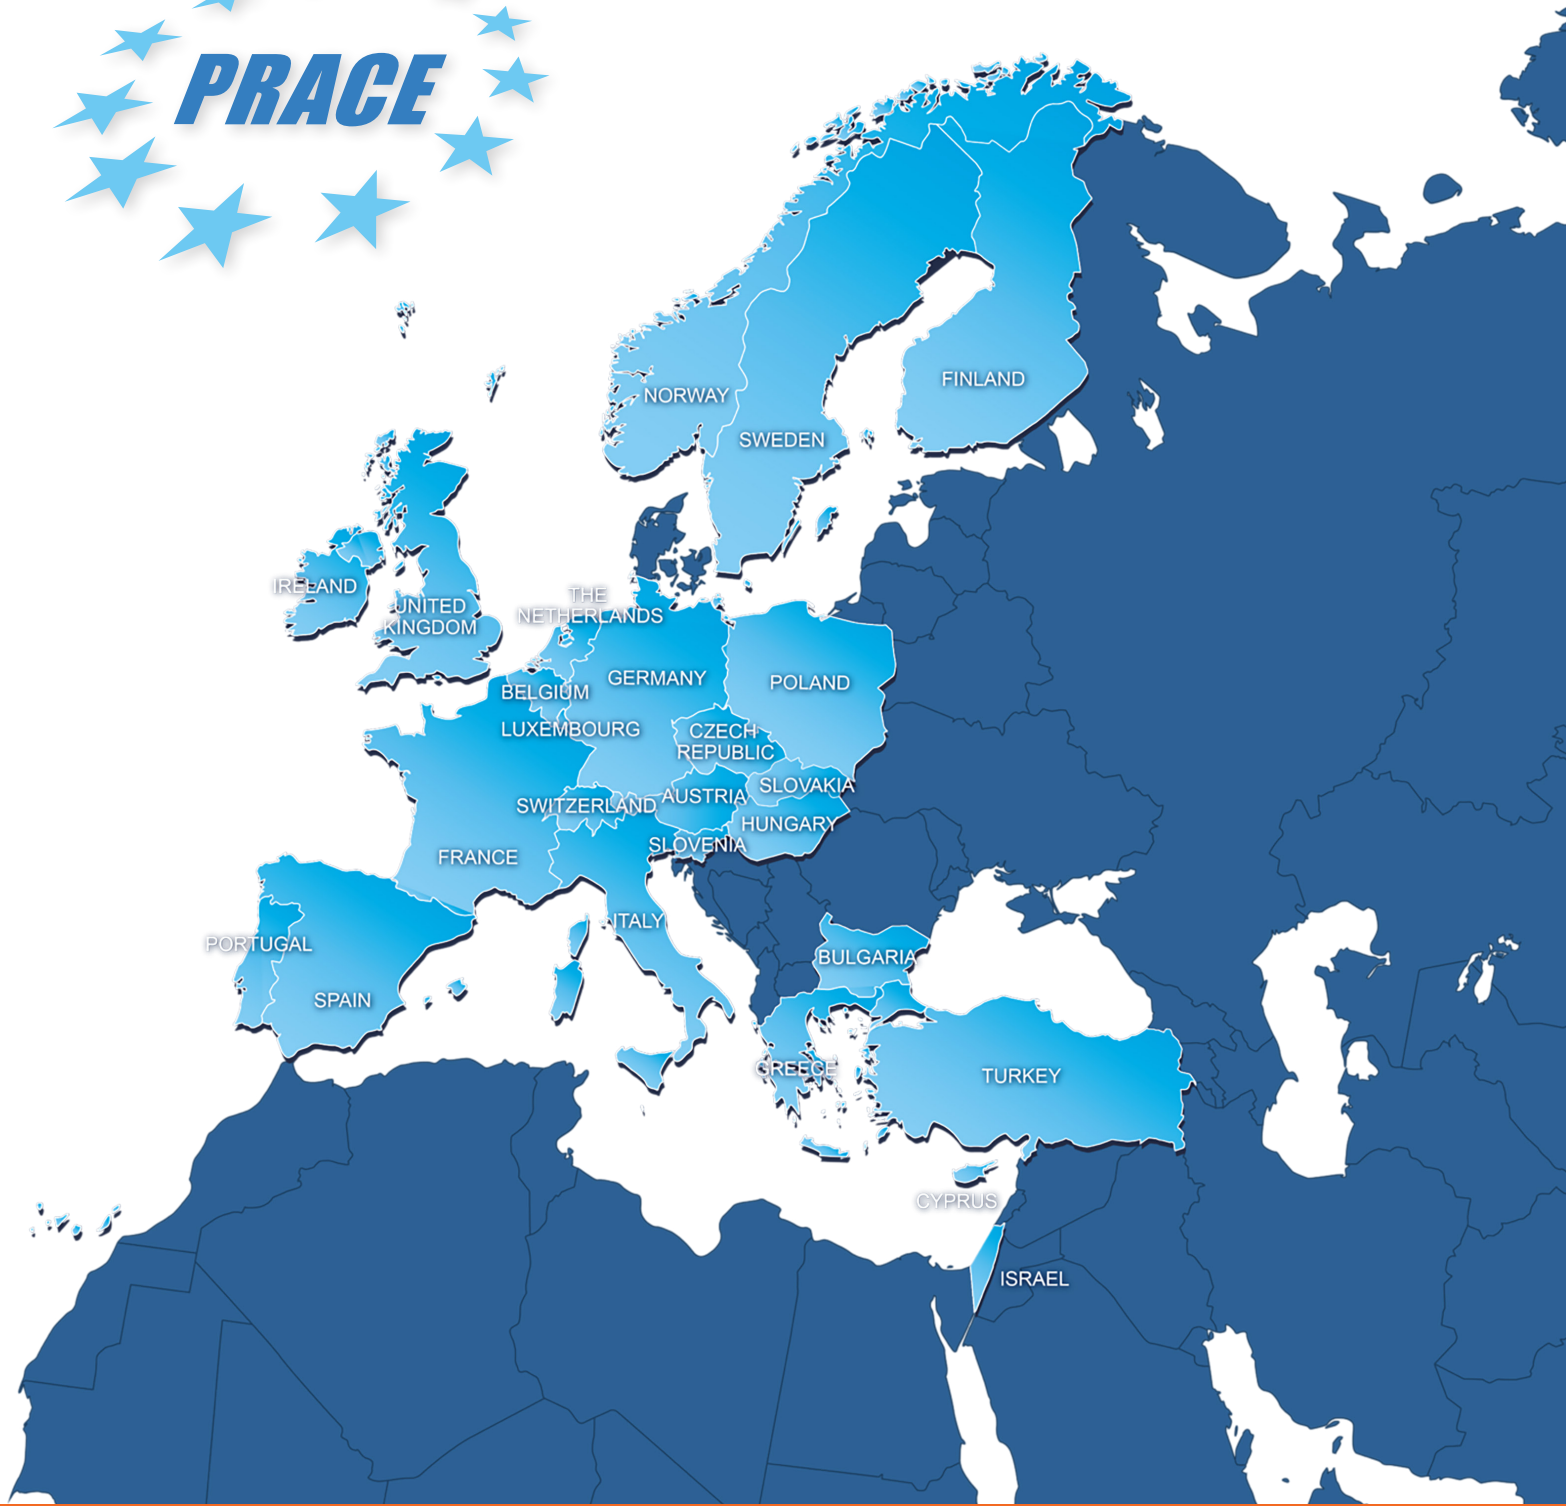 PRACE
NORWAY
FINLAND
SWEDEN
IRELAND
UNITED
KINGDOM
THE
NETHERLANDS
GERMANY
POLAND
BELGIUM
LUXEMBOURG
CZECH
REPUBLIC
SLOVAKIA
AUSTRIA
SWITZERLAND
HUNGARY
SLOVENIA
FRANCE
ITALY
PORTUGAL
BULGARIA
SPAIN
GREECE
TURKEY
CYPRUS
ISRAEL